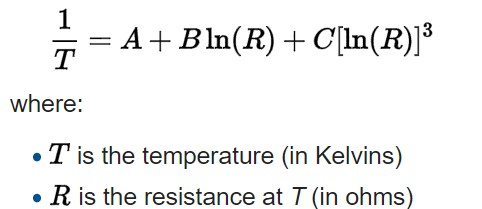 1/T = A + B ln(R) + C[ln(R)]³
where:
• T is the temperature (in Kelvins)
• R is the resistance at T (in ohms)